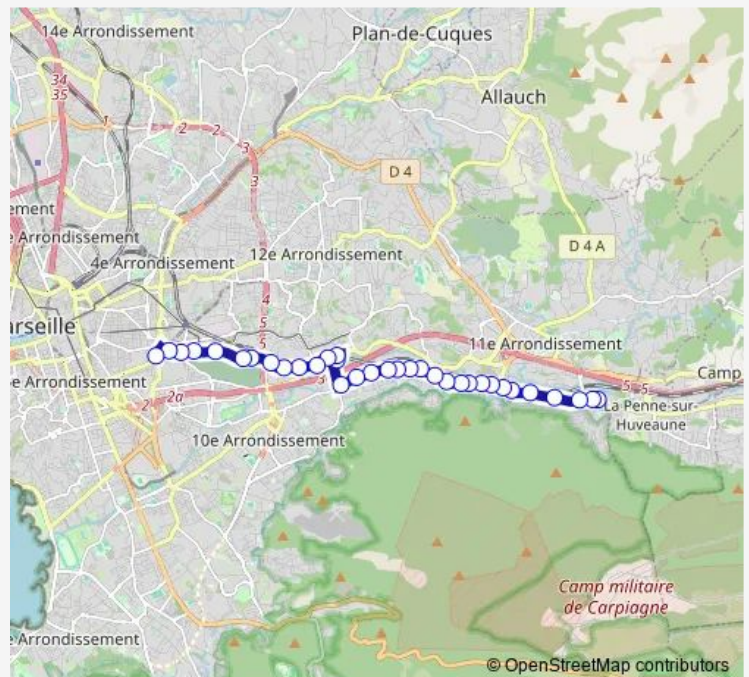 14e Arrondissement
Plan-de-Cuques
34
35
Allauch
1
2
2
3
3
D 4
ement
e Arrondissement
12e Arrondissement
D 4 A
4e Arrondissement
4
arseille
5
5
11e Arrondissement
e Arrondissement
3
5
5
Camp
2
2a
La Penne-sur-
Huveaune
10e Arrondissement
Camp militaire
de Carpiagne
e Arrondissement
© OpenStreetMap contributors